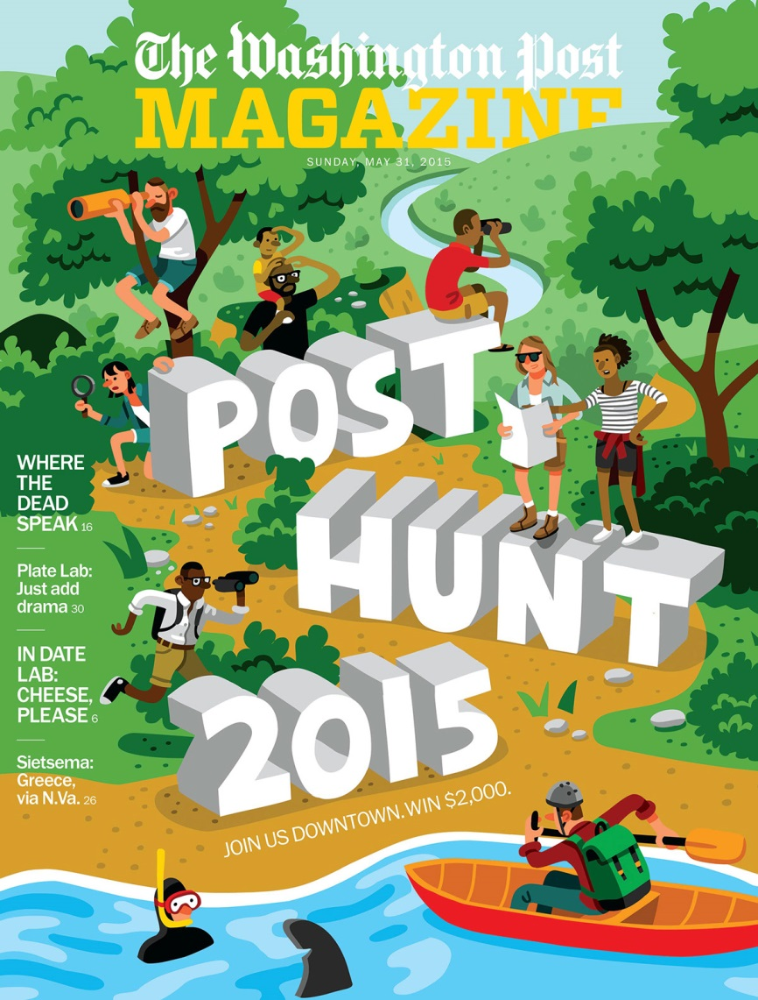 The Washington Post
MAGAZINE
SUNDAY, MAY 31, 2015
POST
HUNT
2015
JOIN US DOWNTOWN. WIN $2,000.
WHERE
THE
DEAD
SPEAK 16
Plate Lab:
Just add
drama 30
IN DATE
LAB:
CHEESE,
PLEASE 6
Sietsema:
Greece,
via N.Va. 26